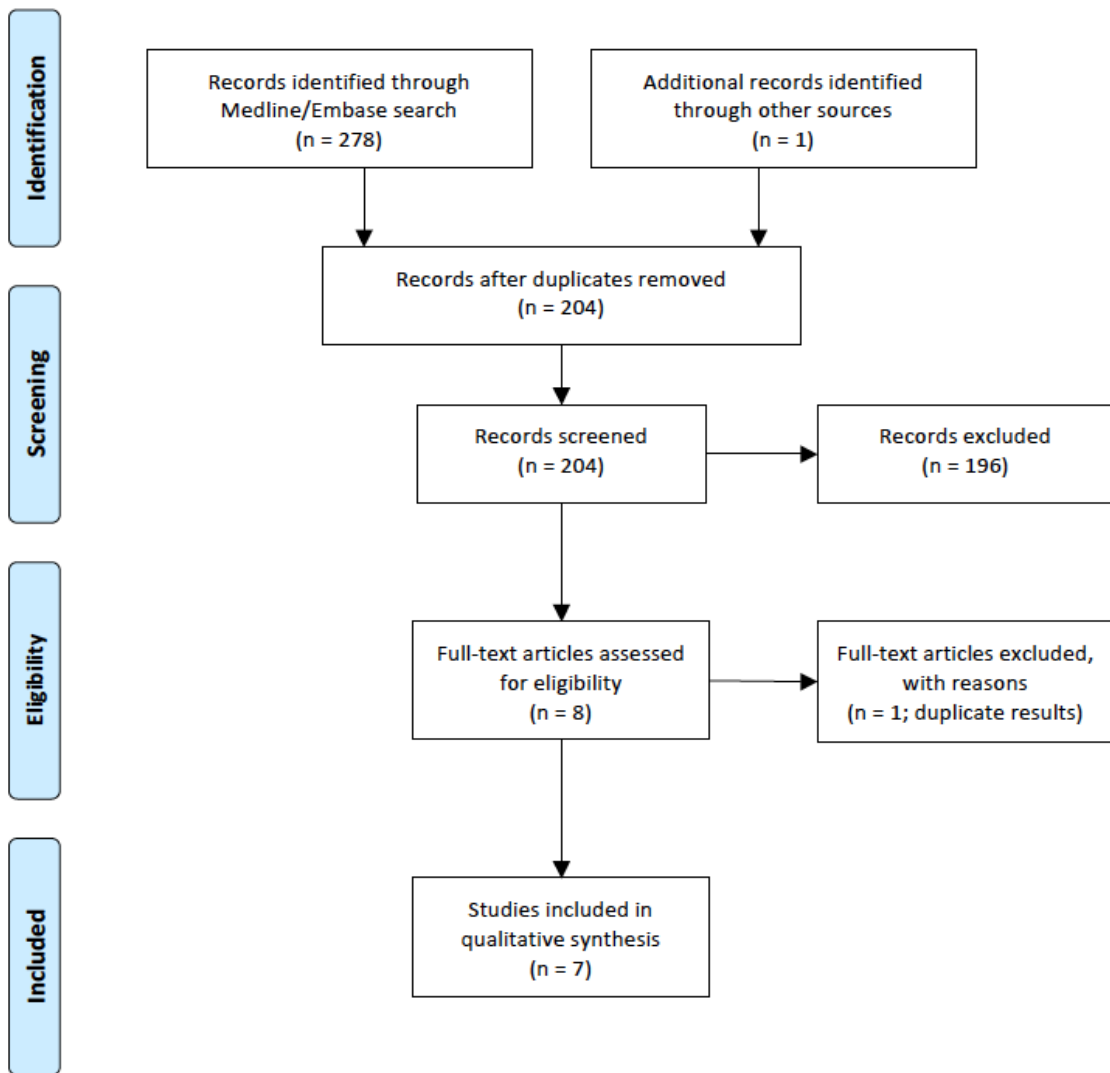 Identification
Records identified through
Medline/Embase search
(n = 278)
Additional records identified
through other sources
(n = 1)
Records after duplicates removed
(n = 204)
Screening
Records screened
(n = 204)
Records excluded
(n = 196)
Eligibility
Full-text articles assessed
for eligibility
(n = 8)
Full-text articles excluded,
with reasons
(n = 1; duplicate results)
Included
Studies included in
qualitative synthesis
(n = 7)